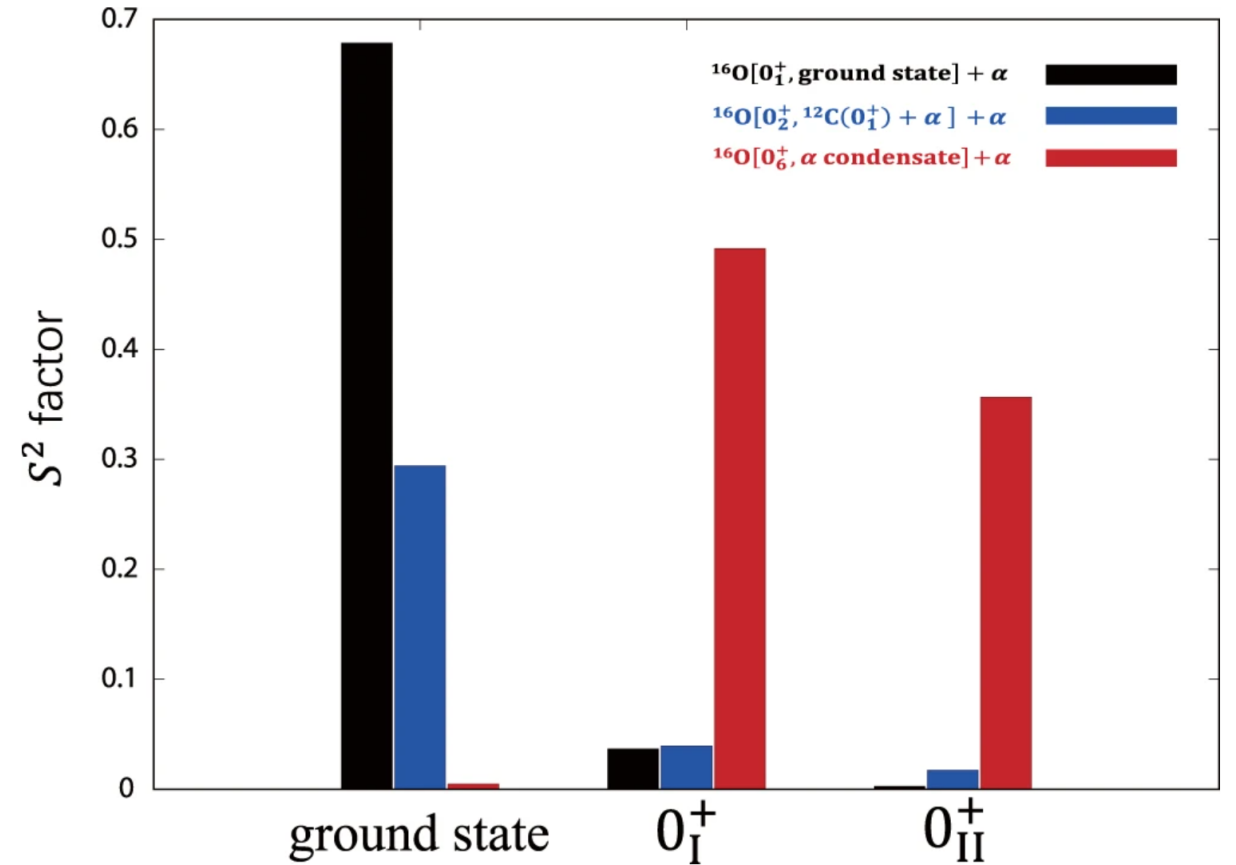 0.7
0.6
0.5
0.4
0.3
0.2
0.1
0
S² factor
¹⁶O[0₁⁺, ground state] + α
¹⁶O[0₂⁺, ¹²C(0₁⁺) + α ] + α
¹⁶O[0₆⁺, α condensate] + α
ground state
0_I⁺
0_II⁺